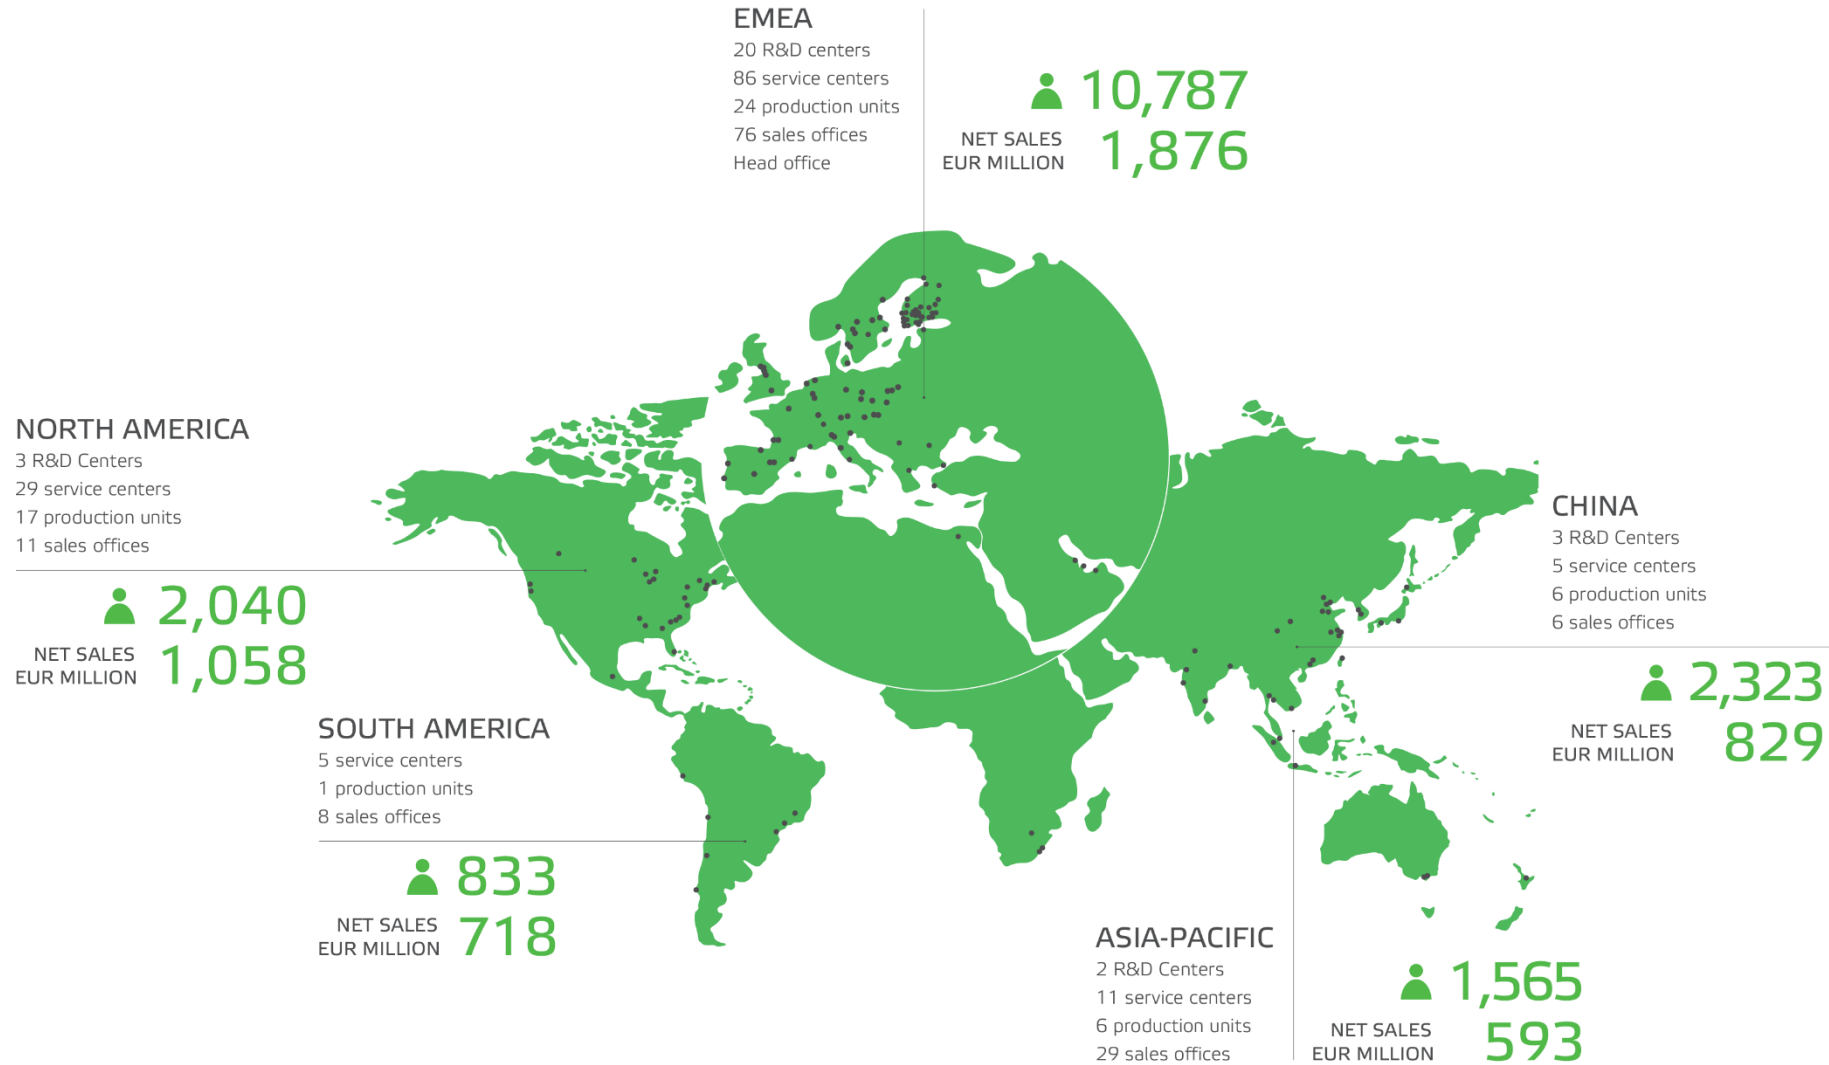 EMEA
20 R&D centers
86 service centers
24 production units
76 sales offices
Head office
10,787
NET SALES
EUR MILLION
1,876
NORTH AMERICA
3 R&D Centers
29 service centers
17 production units
11 sales offices
2,040
NET SALES
EUR MILLION
1,058
CHINA
3 R&D Centers
5 service centers
6 production units
6 sales offices
2,323
NET SALES
EUR MILLION
829
SOUTH AMERICA
5 service centers
1 production units
8 sales offices
833
NET SALES
EUR MILLION
718
ASIA-PACIFIC
2 R&D Centers
11 service centers
6 production units
29 sales offices
1,565
NET SALES
EUR MILLION
593